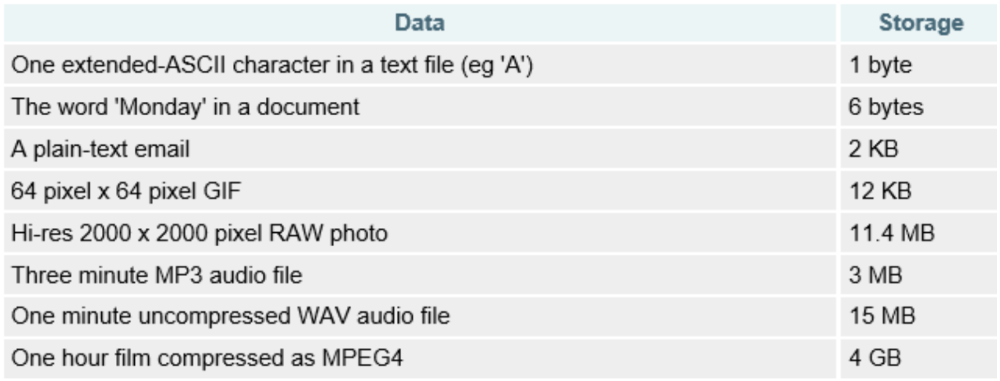 Data Storage
One extended-ASCII character in a text file (eg 'A') 1 byte
The word 'Monday' in a document 6 bytes
A plain-text email 2 KB
64 pixel x 64 pixel GIF 12 KB
Hi-res 2000 x 2000 pixel RAW photo 11.4 MB
Three minute MP3 audio file 3 MB
One minute uncompressed WAV audio file 15 MB
One hour film compressed as MPEG4 4 GB